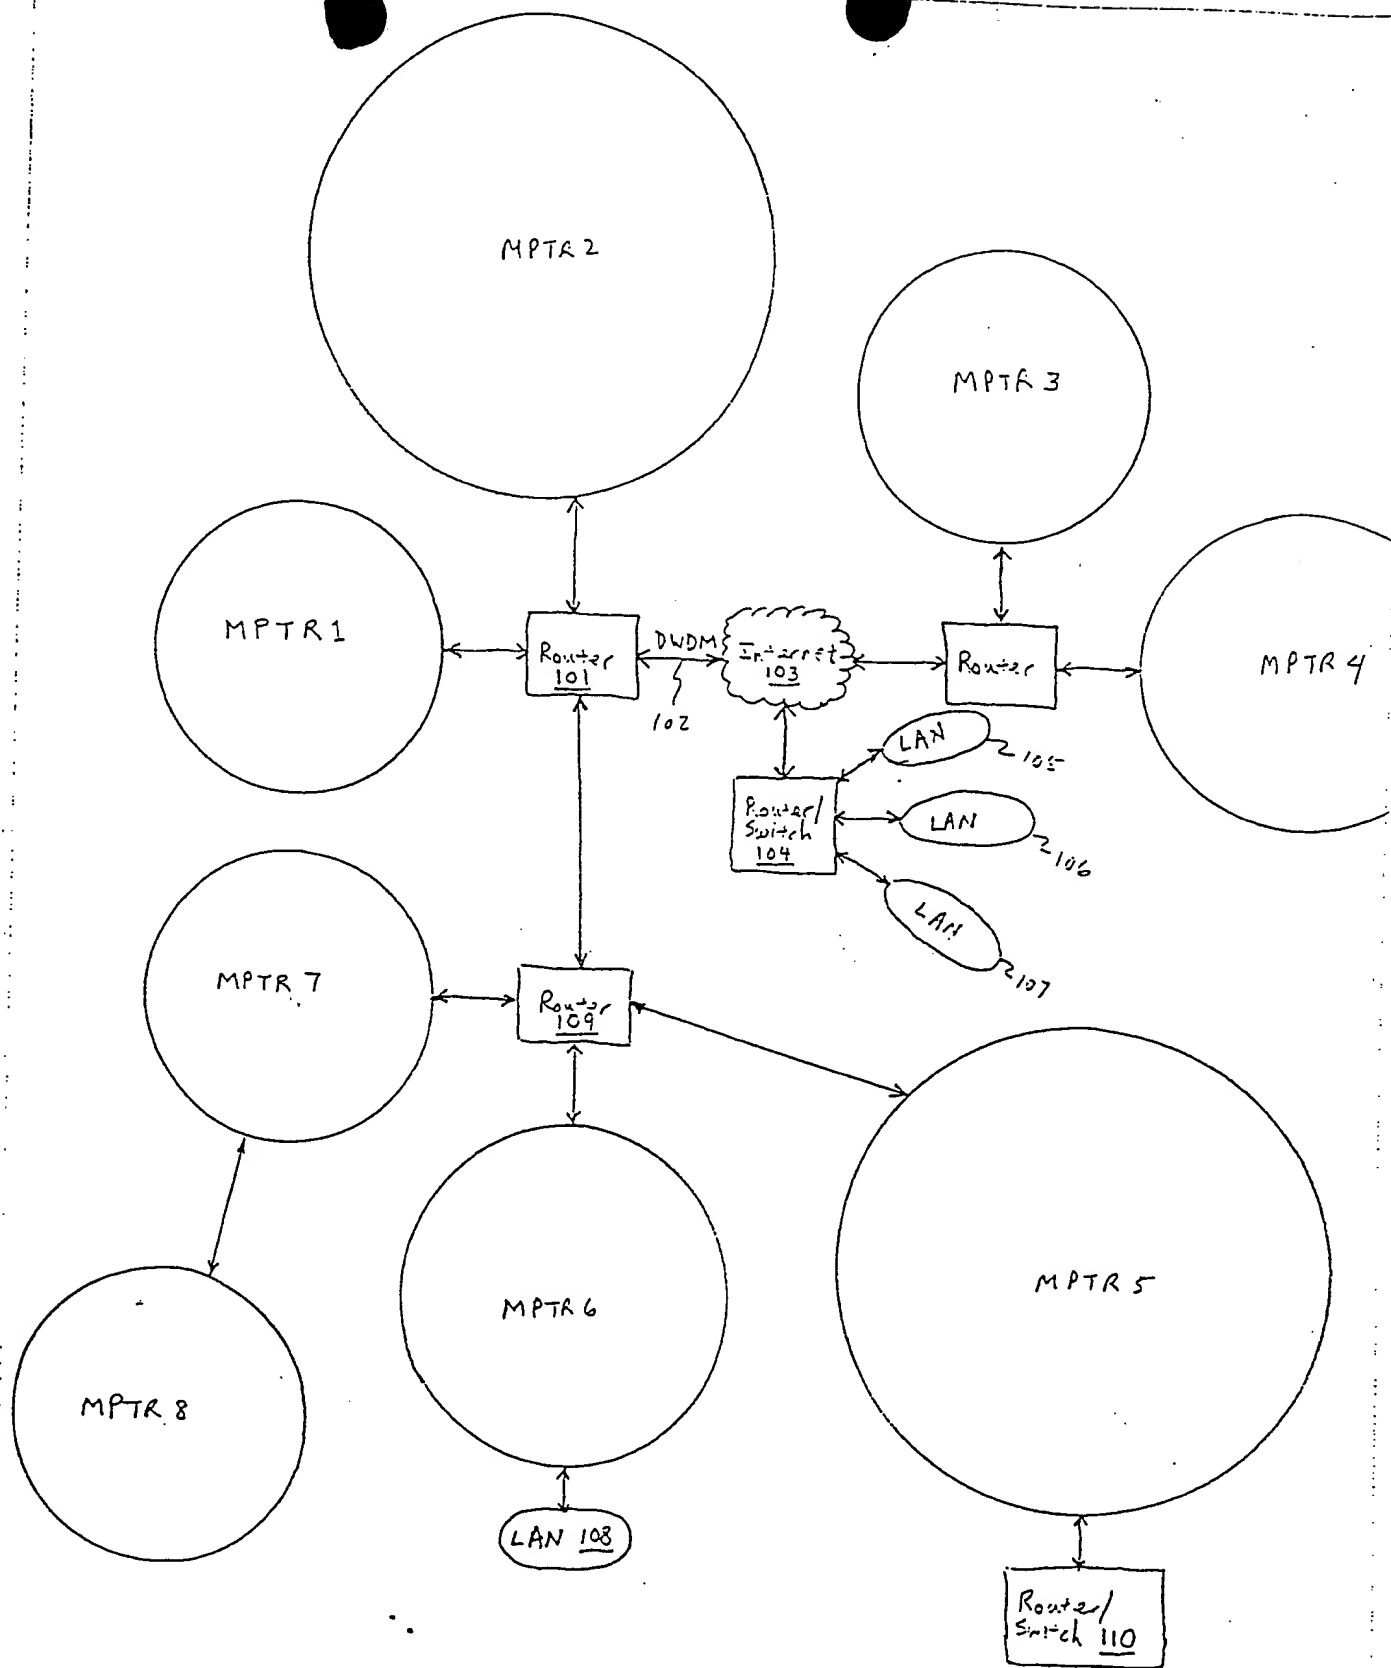 MPTR 2
MPTR 3
MPTR 1
Router
101
DWDM
102
Internet
103
Router
MPTR 4
LAN
105
Router/
Switch
104
LAN
106
LAN
107
MPTR 7
Router
109
MPTR 5
MPTR 6
MPTR 8
LAN 108
Router/
Switch 110